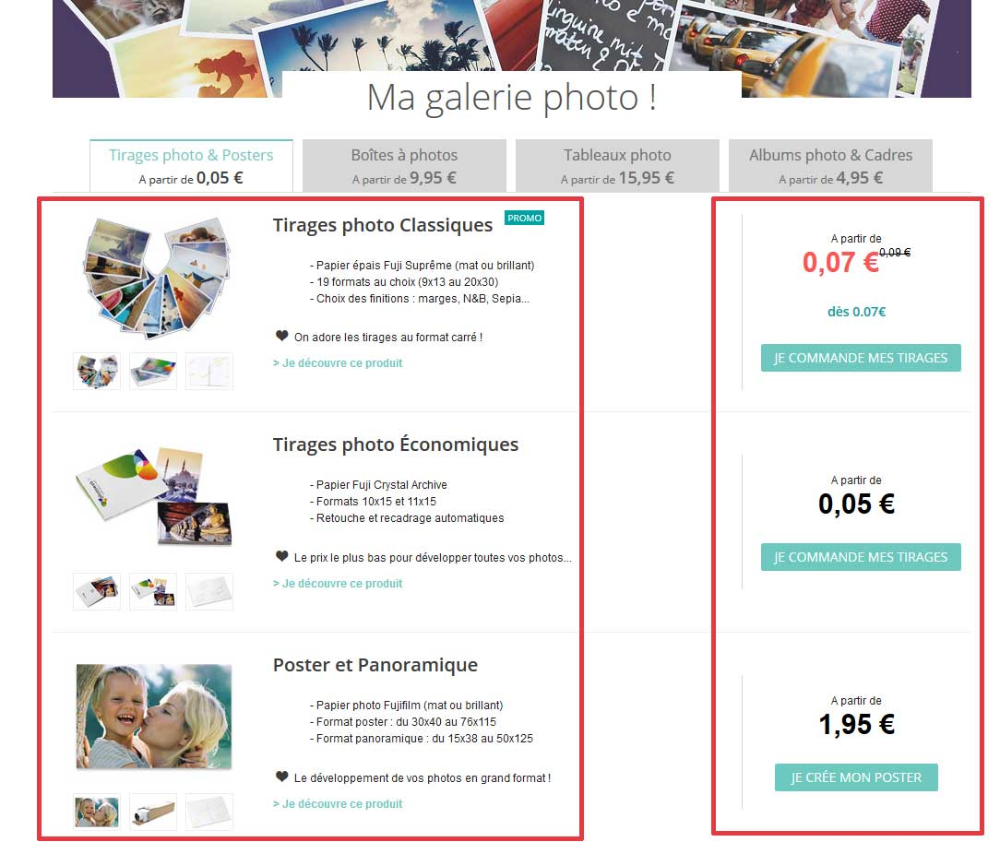 linguine mit
Ma galerie photo !
Tirages photo & Posters
A partir de 0,05 €
Boîtes à photos
A partir de 9,95 €
Tableaux photo
A partir de 15,95 €
Albums photo & Cadres
A partir de 4,95 €
Tirages photo Classiques PROMO
- Papier épais Fuji Suprême (mat ou brillant)
- 19 formats au choix (9x13 au 20x30)
- Choix des finitions : marges, N&B, Sepia...
On adore les tirages au format carré !
> Je découvre ce produit
A partir de
0,07 € 0,09 €
dès 0.07€
JE COMMANDE MES TIRAGES
Tirages photo Économiques
- Papier Fuji Crystal Archive
- Formats 10x15 et 11x15
- Retouche et recadrage automatiques
Le prix le plus bas pour développer toutes vos photos...
> Je découvre ce produit
A partir de
0,05 €
JE COMMANDE MES TIRAGES
Poster et Panoramique
- Papier photo Fujifilm (mat ou brillant)
- Format poster : du 30x40 au 76x115
- Format panoramique : du 15x38 au 50x125
Le développement de vos photos en grand format !
> Je découvre ce produit
A partir de
1,95 €
JE CRÉE MON POSTER